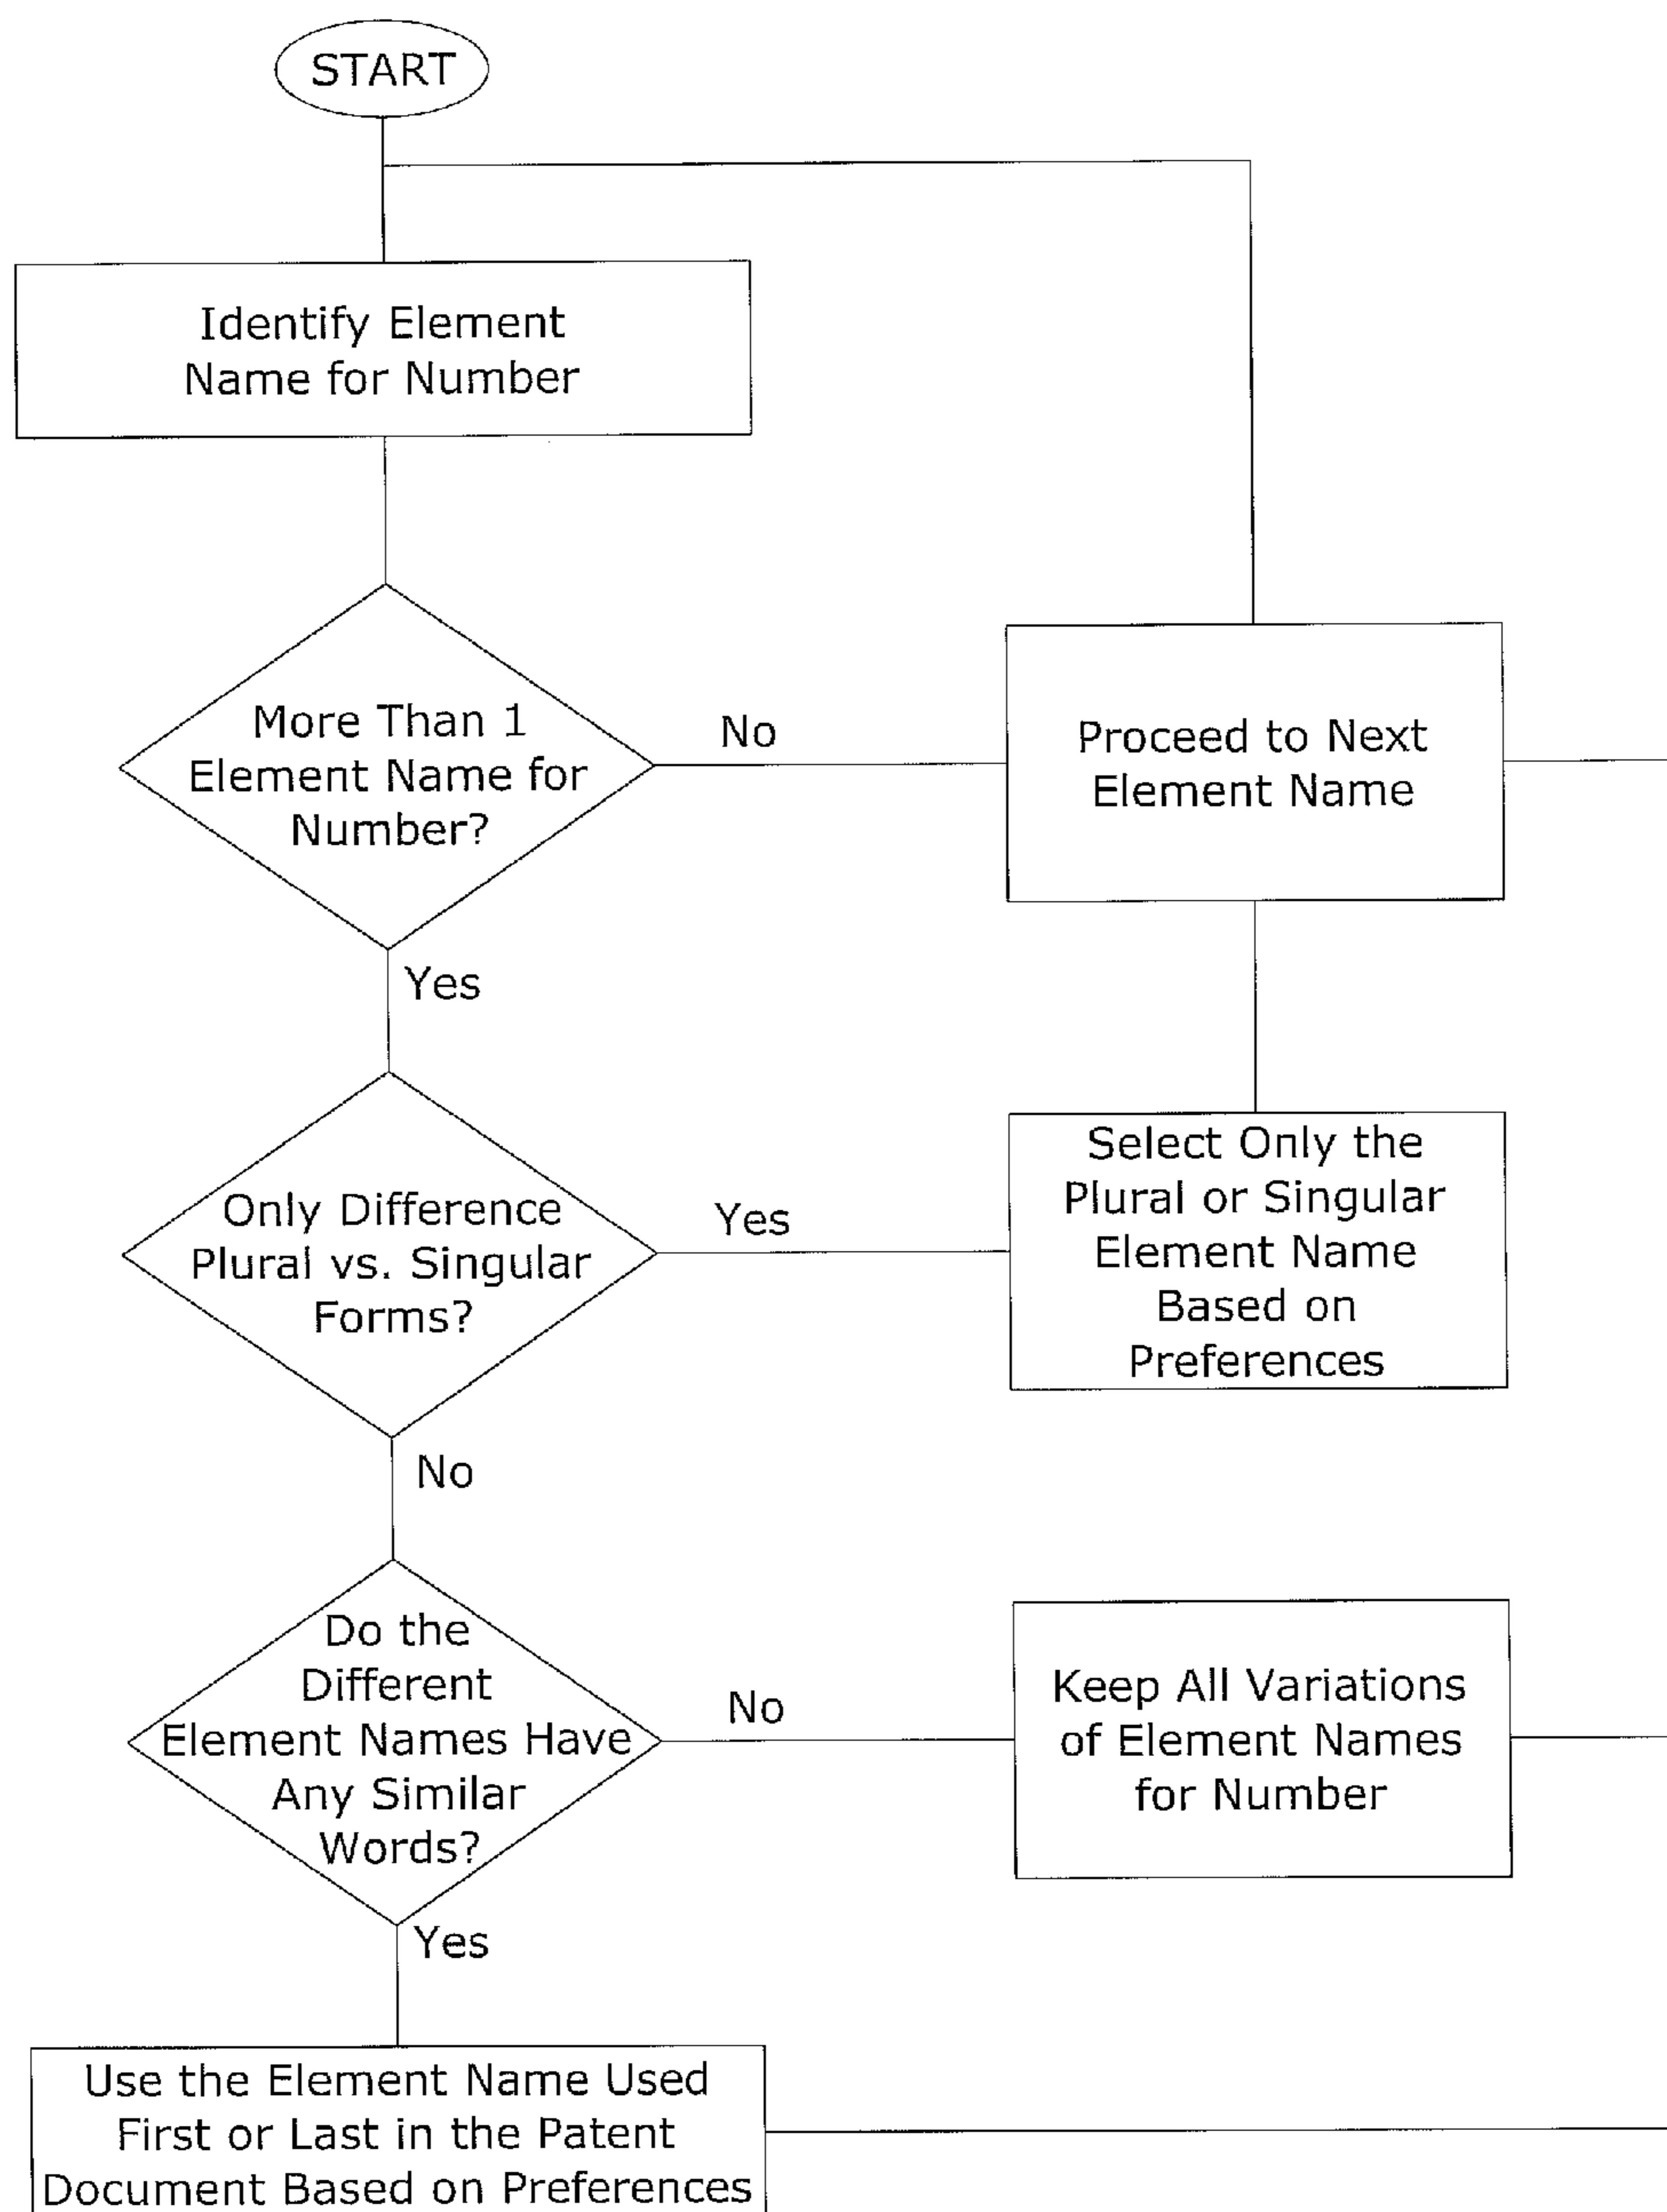 START
Identify Element
Name for Number
More Than 1
Element Name for
Number?
No
Proceed to Next
Element Name
Yes
Only Difference
Plural vs. Singular
Forms?
Yes
Select Only the
Plural or Singular
Element Name
Based on
Preferences
No
Do the
Different
Element Names Have
Any Similar
Words?
No
Keep All Variations
of Element Names
for Number
Yes
Use the Element Name Used
First or Last in the Patent
Document Based on Preferences